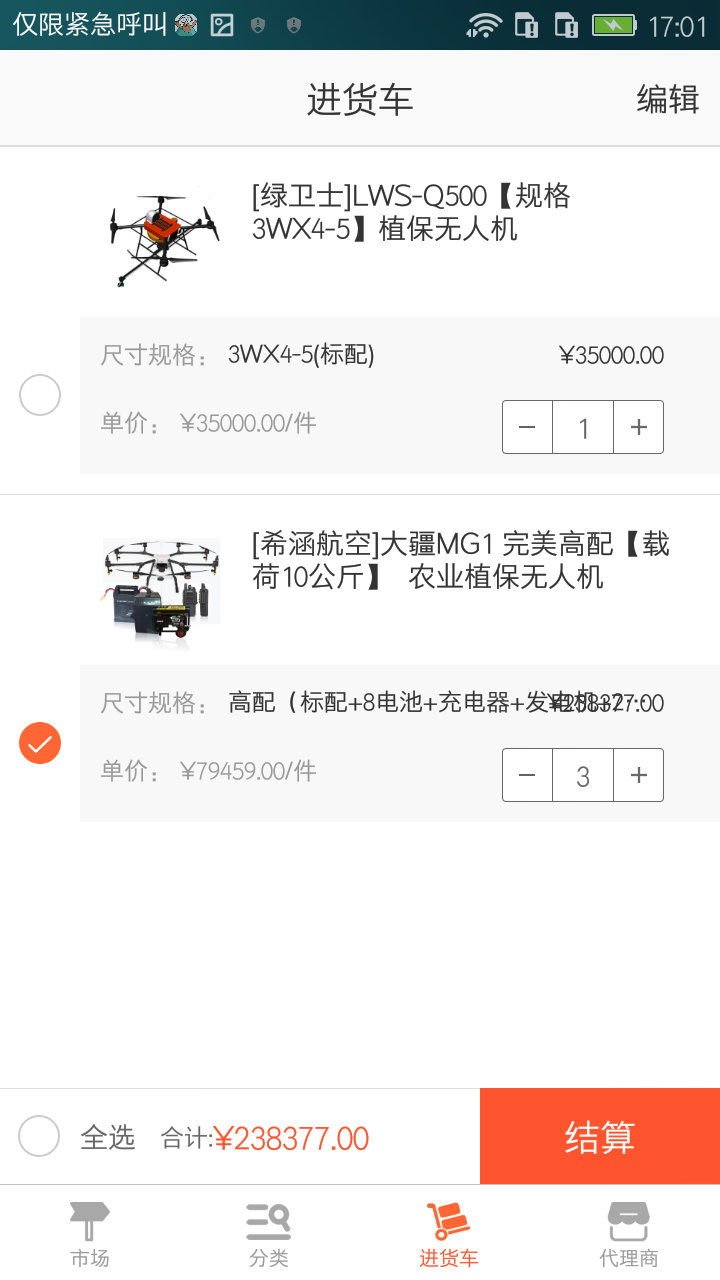 仅限紧急呼叫 17:01
进货车 编辑
[绿卫士]LWS-Q500【规格
3WX4-5】植保无人机
尺寸规格： 3WX4-5(标配) ¥35000.00
单价： ¥35000.00/件 － 1 ＋
[希涵航空]大疆MG1 完美高配【载
荷10公斤】 农业植保无人机
尺寸规格： 高配（标配+8电池+充电器+发电机+2… ¥238377.00
单价： ¥79459.00/件 － 3 ＋
全选 合计:¥238377.00 结算
市场 分类 进货车 代理商